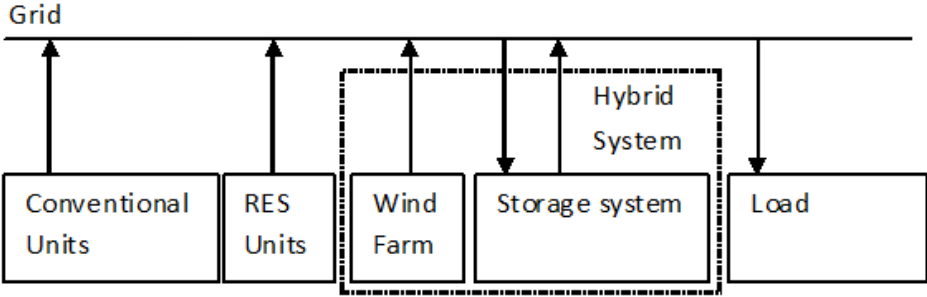 Grid
Hybrid
System
Conventional
Units
RES
Units
Wind
Farm
Storage system
Load